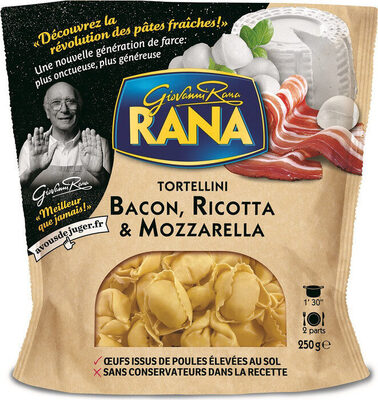 «Découvrez la
révolution des pâtes fraîches!»
Une nouvelle génération de farce:
plus onctueuse, plus généreuse
Giovanni Rana
RANA
Giovanni Rana
«Meilleur
que jamais!»
avousdejuger.fr
TORTELLINI
BACON, RICOTTA
& MOZZARELLA
1' 30"
2 parts
250g e
✓ ŒUFS ISSUS DE POULES ÉLEVÉES AU SOL
✗ SANS CONSERVATEURS DANS LA RECETTE